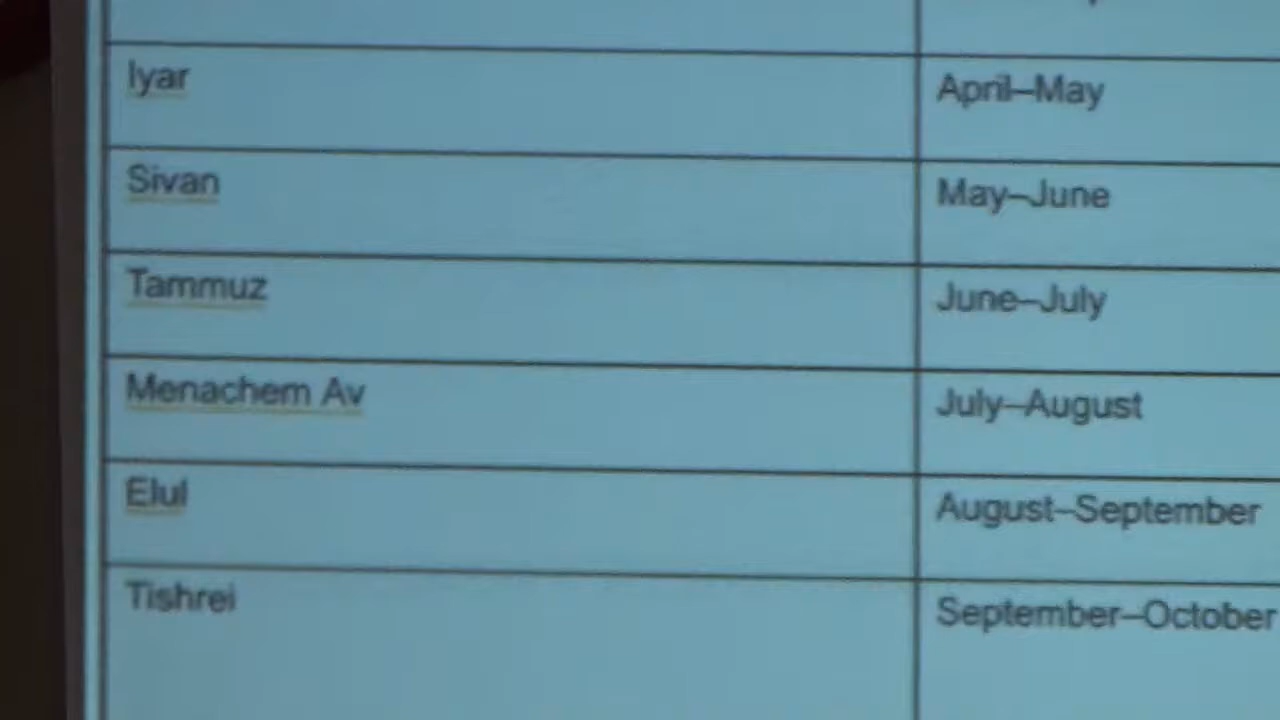 Iyar April–May
Sivan May–June
Tammuz June–July
Menachem Av July–August
Elul August–September
Tishrei September–October